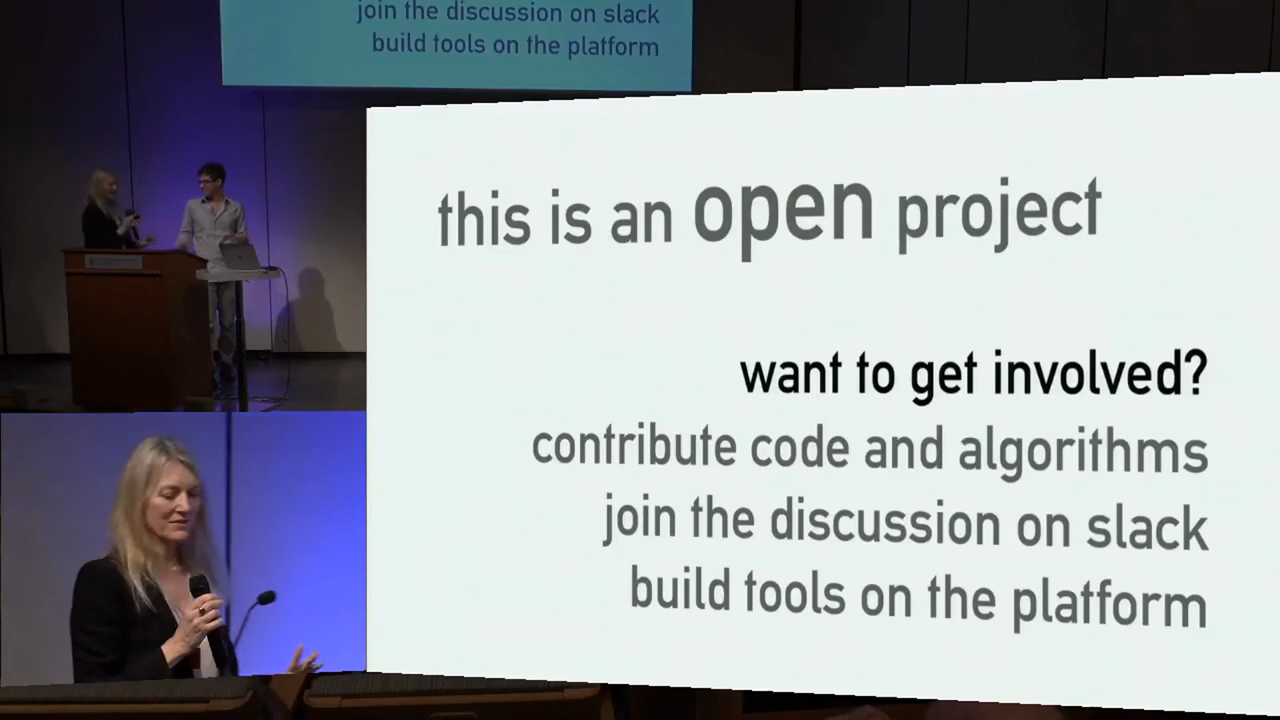 join the discussion on slack
build tools on the platform
this is an open project
want to get involved?
contribute code and algorithms
join the discussion on slack
build tools on the platform